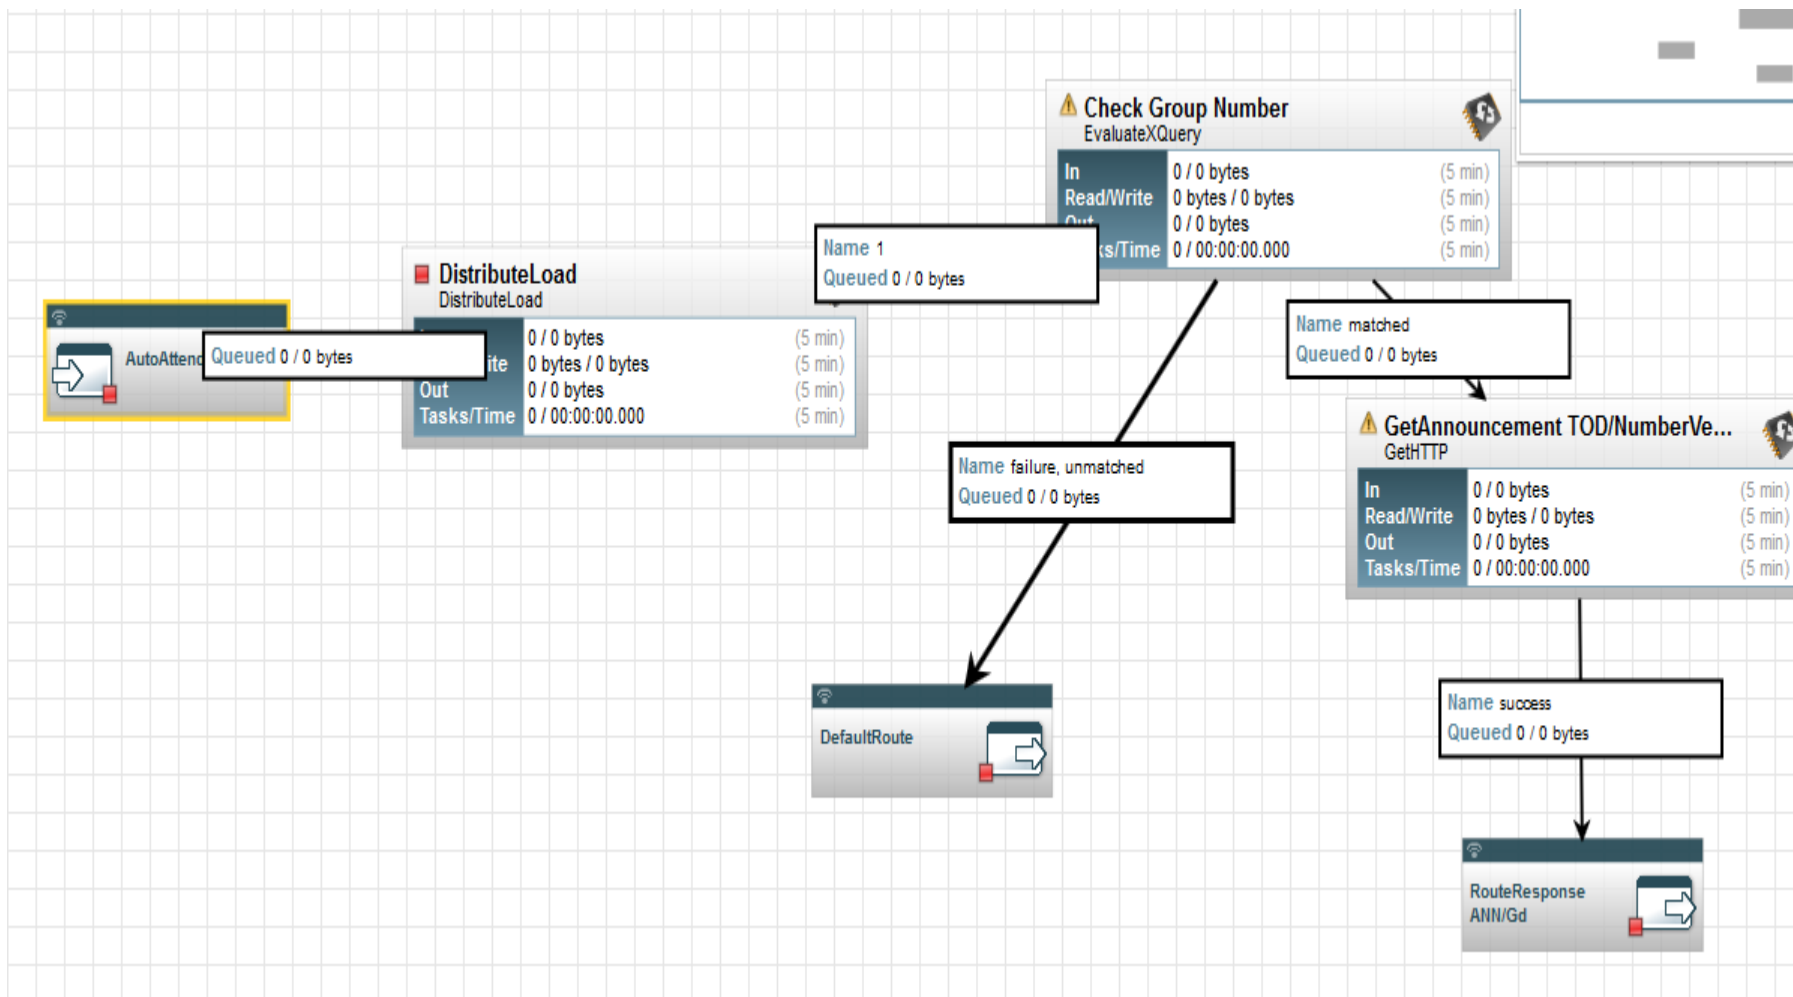 Check Group Number
EvaluateXQuery
In 0 / 0 bytes (5 min)
Read/Write 0 bytes / 0 bytes (5 min)
Out 0 / 0 bytes (5 min)
ks/Time 0 / 00:00:00.000 (5 min)
Name 1
Queued 0 / 0 bytes
DistributeLoad
DistributeLoad
0 / 0 bytes (5 min)
ite 0 bytes / 0 bytes (5 min)
Out 0 / 0 bytes (5 min)
Tasks/Time 0 / 00:00:00.000 (5 min)
AutoAttend
Queued 0 / 0 bytes
Name matched
Queued 0 / 0 bytes
Name failure, unmatched
Queued 0 / 0 bytes
GetAnnouncement TOD/NumberVe...
GetHTTP
In 0 / 0 bytes (5 min)
Read/Write 0 bytes / 0 bytes (5 min)
Out 0 / 0 bytes (5 min)
Tasks/Time 0 / 00:00:00.000 (5 min)
Name success
Queued 0 / 0 bytes
DefaultRoute
RouteResponse
ANN/Gd